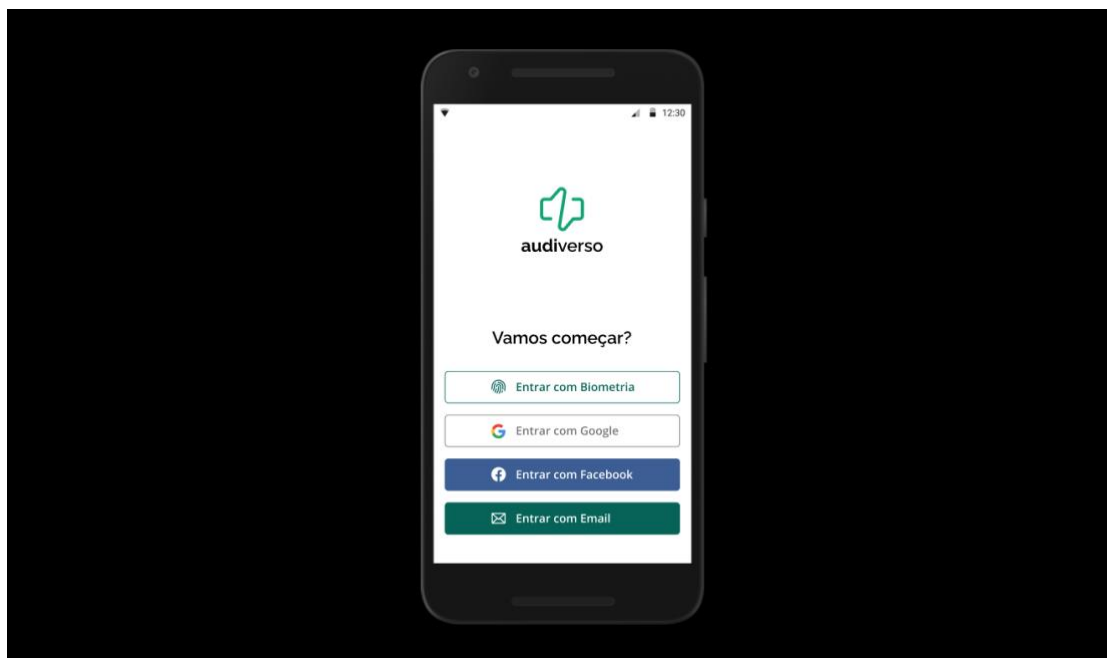 12:30
audiverso
Vamos começar?
Entrar com Biometria
Entrar com Google
Entrar com Facebook
Entrar com Email